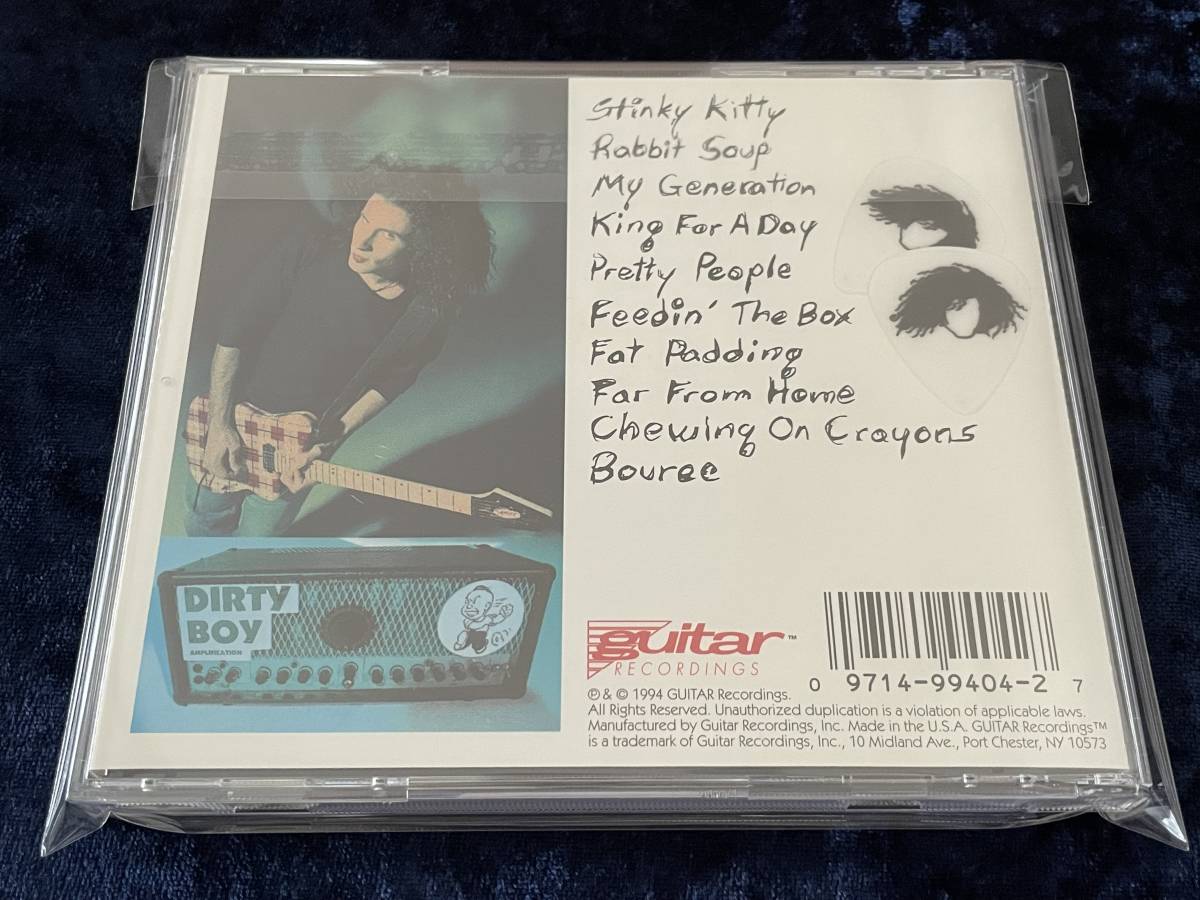 Stinky Kitty
Rabbit Soup
My Generation
King For A Day
Pretty People
Feedin' The Box
Fat Padding
Far From Home
Chewing On Crayons
Bouree
DIRTY
BOY
AMPLIFICATION
guitar™
RECORDINGS
0 9714-99404-2 7
℗ & © 1994 GUITAR Recordings.
All Rights Reserved. Unauthorized duplication is a violation of applicable laws.
Manufactured by Guitar Recordings, Inc. Made in the U.S.A. GUITAR Recordings™
is a trademark of Guitar Recordings, Inc., 10 Midland Ave., Port Chester, NY 10573